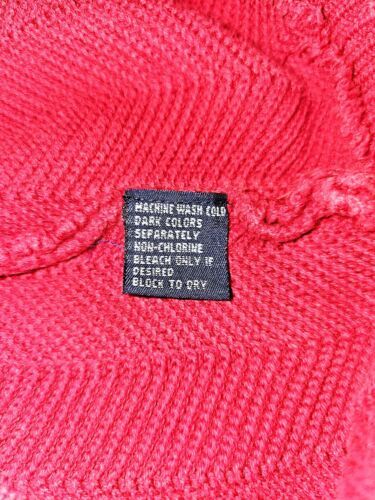 MACHINE WASH COLD
DARK COLORS
SEPARATELY
NON-CHLORINE
BLEACH ONLY IF
DESIRED
BLOCK TO DRY